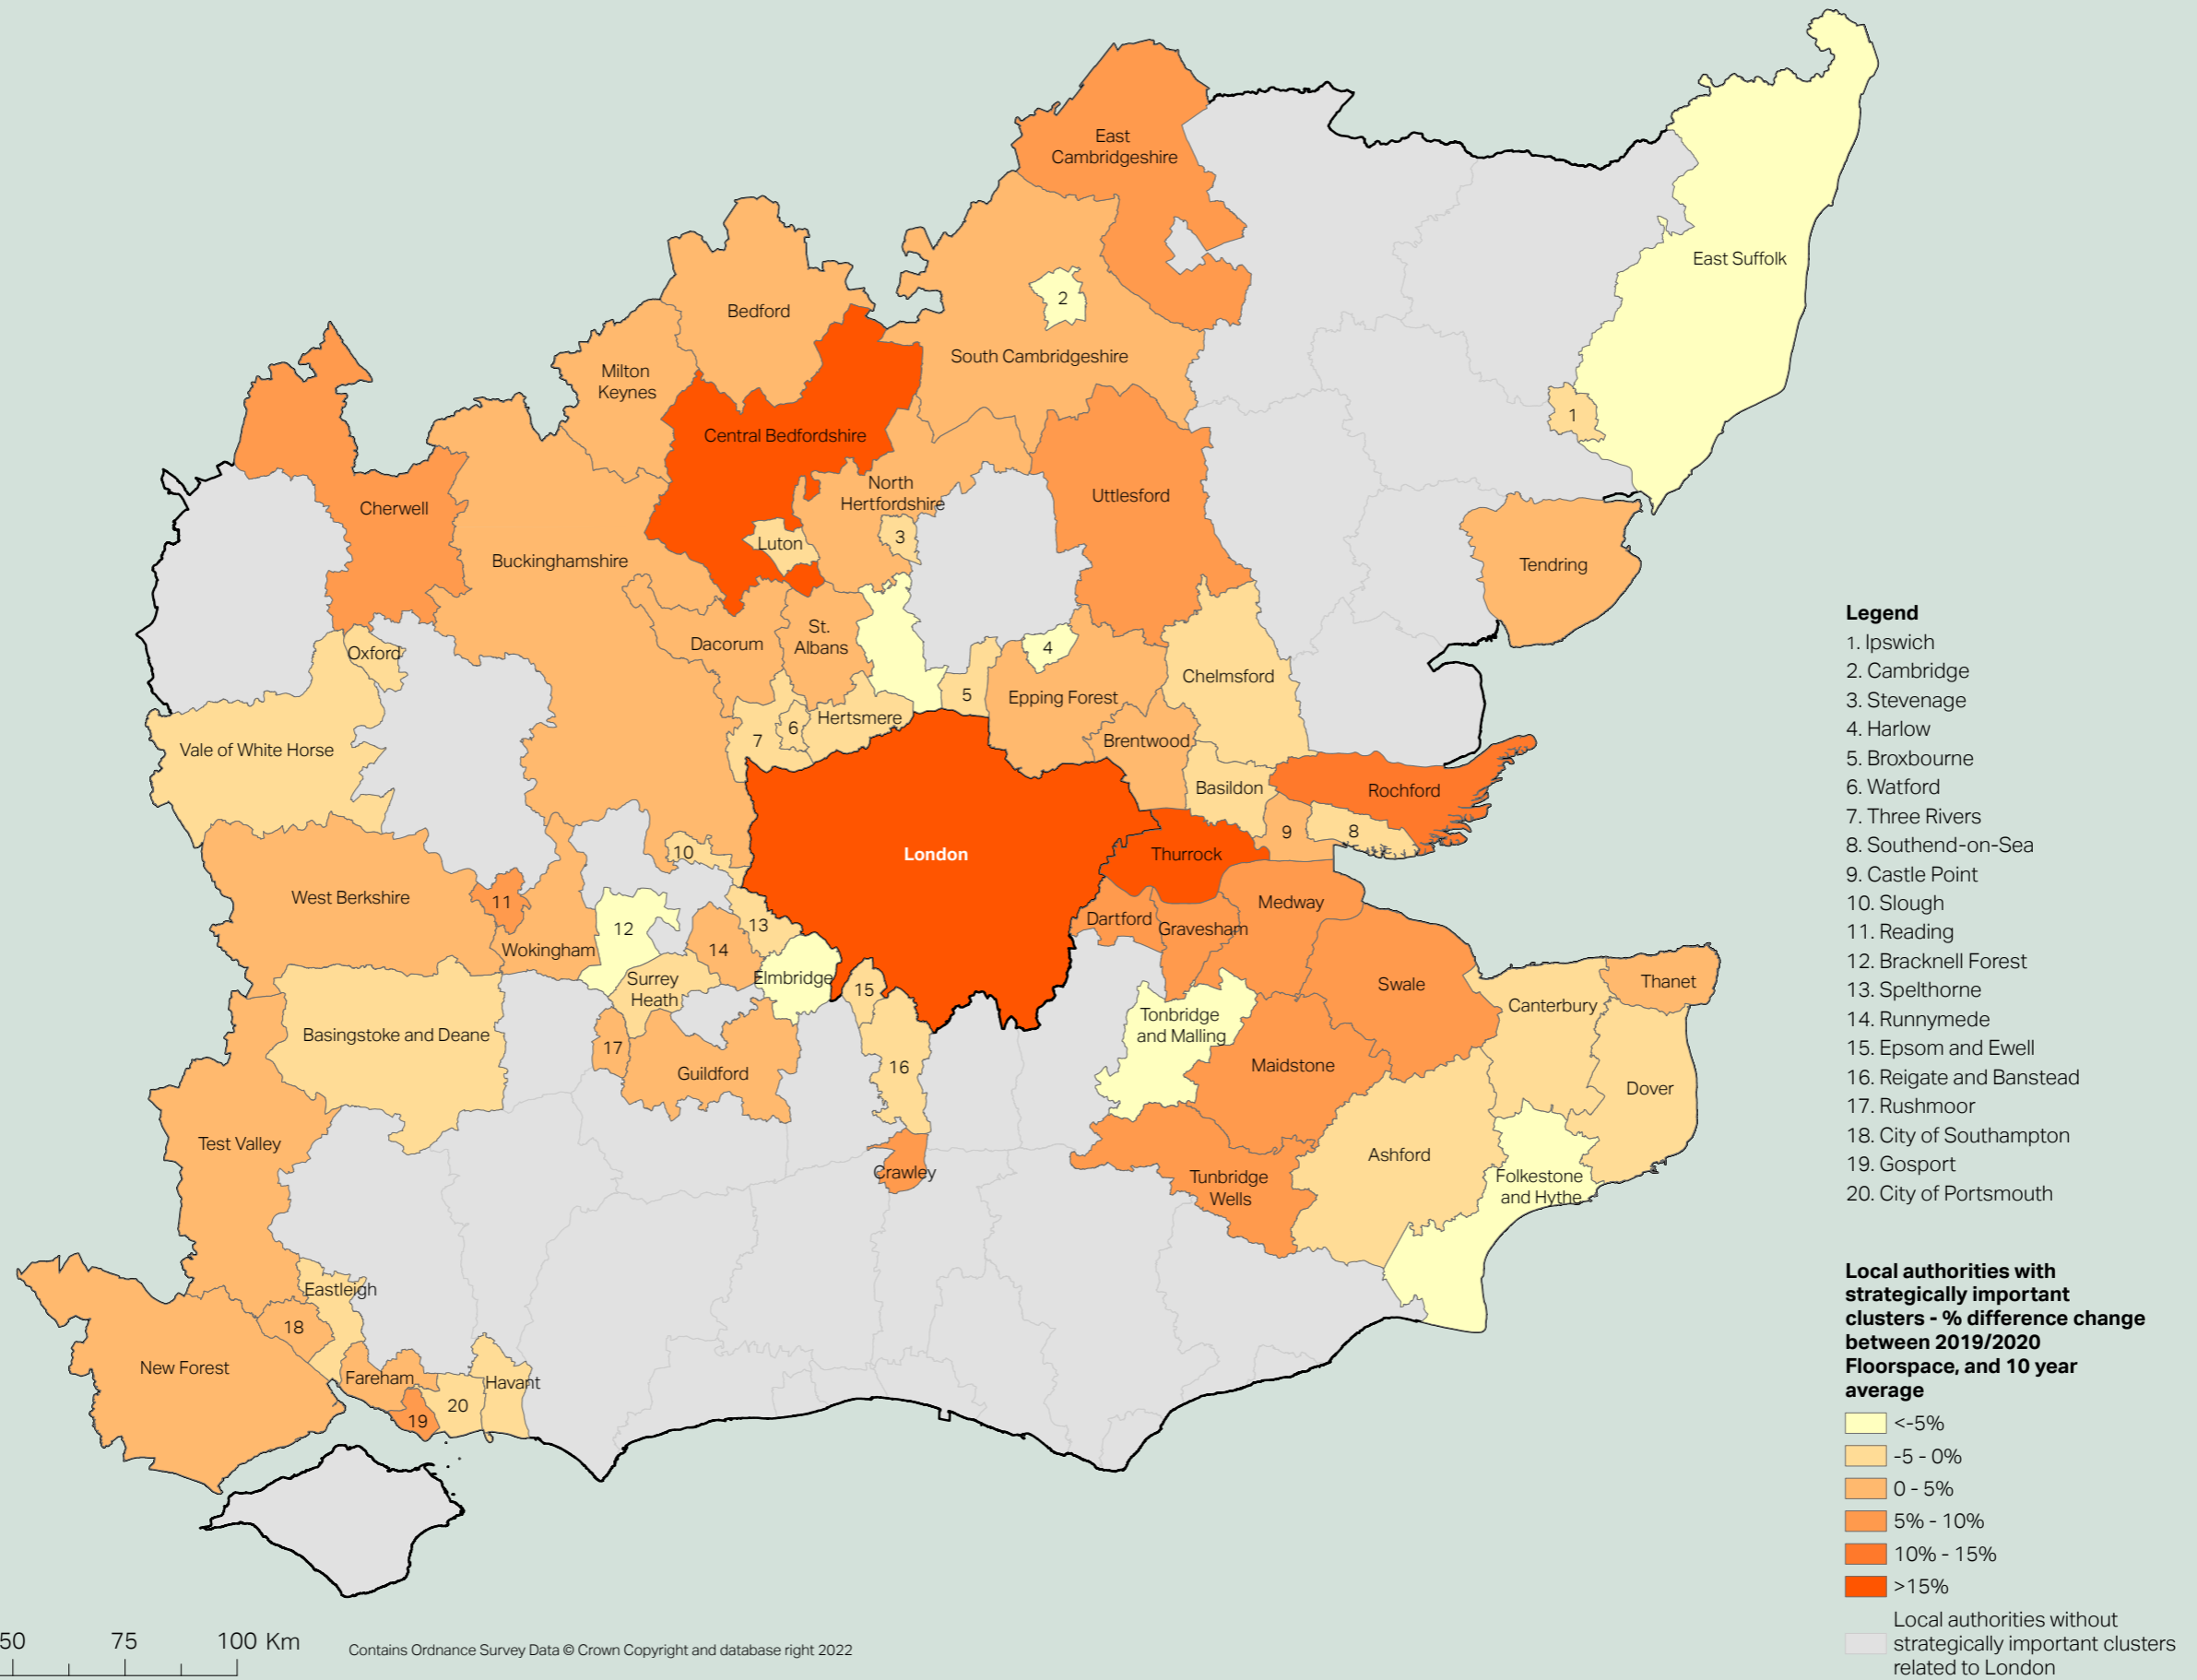 East
Cambridgeshire
East Suffolk
2
Bedford
South Cambridgeshire
Milton
Keynes
1
Central Bedfordshire
North
Hertfordshire
Uttlesford
Cherwell
3
Luton
Buckinghamshire
Tendring
Dacorum
St.
Albans
4
Oxford
Chelmsford
5
Epping Forest
Hertsmere
6
7
Brentwood
Vale of White Horse
Basildon
Rochford
9
8
10
London
Thurrock
West Berkshire
11
Medway
Dartford
Gravesham
12
13
14
Wokingham
Surrey
Heath
Elmbridge
15
Swale
Thanet
Canterbury
Tonbridge
and Malling
Basingstoke and Deane
17
Guildford
16
Maidstone
Dover
Test Valley
Ashford
Crawley
Tunbridge
Wells
Folkestone
and Hythe
Eastleigh
18
New Forest
Fareham
Havant
19
20
Legend
1. Ipswich
2. Cambridge
3. Stevenage
4. Harlow
5. Broxbourne
6. Watford
7. Three Rivers
8. Southend-on-Sea
9. Castle Point
10. Slough
11. Reading
12. Bracknell Forest
13. Spelthorne
14. Runnymede
15. Epsom and Ewell
16. Reigate and Banstead
17. Rushmoor
18. City of Southampton
19. Gosport
20. City of Portsmouth
Local authorities with
strategically important
clusters - % difference change
between 2019/2020
Floorspace, and 10 year
average
<-5%
-5 - 0%
0 - 5%
5% - 10%
10% - 15%
>15%
Local authorities without
strategically important clusters
related to London
50 75 100 Km
Contains Ordnance Survey Data © Crown Copyright and database right 2022